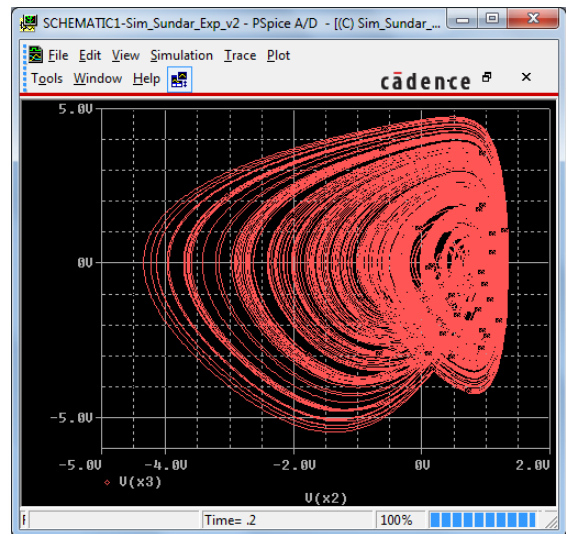 SCHEMATIC1-Sim_Sundar_Exp_v2 - PSpice A/D - [(C) Sim_Sundar_...
File Edit View Simulation Trace Plot
Tools Window Help cādence
5.0V
0V
-5.0V
-5.0V -4.0V -2.0V 0V 2.0V
V(x3)
V(x2)
Time= .2 100%